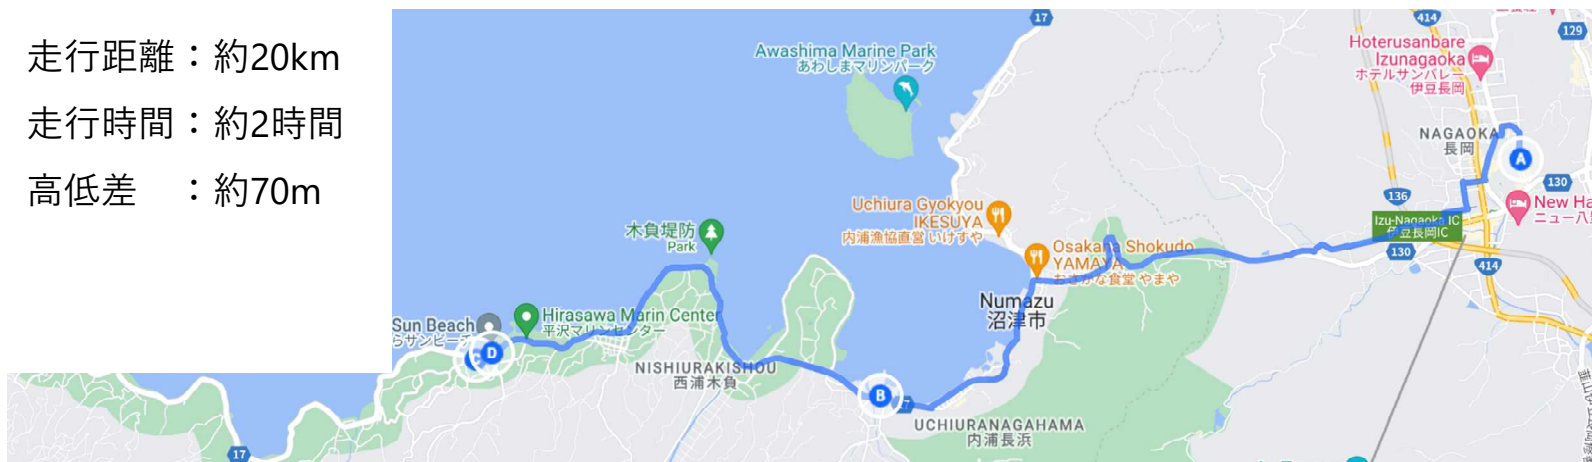 走行距離：約20km
走行時間：約2時間
高低差　：約70m
17
414
129
Hoterusanbare
Izunagaoka
ホテルサンバレー
伊豆長岡
Awashima Marine Park
あわしまマリンパーク
NAGAOKA
長岡
A
130
136
New Ha
ニュー八
Izu-Nagaoka IC
伊豆長岡IC
130
414
Uchiura Gyokyou
IKESUYA
内浦漁協直営 いけすや
Osakana Shokudo
YAMAYA
おさかな食堂 やまや
木負堤防
Park
Numazu
沼津市
Hirasawa Marin Center
平沢マリンセンター
Sun Beach
らサンビーチ
C
D
NISHIURAKISHOU
西浦木負
B
17
UCHIURANAGAHAMA
内浦長浜
17